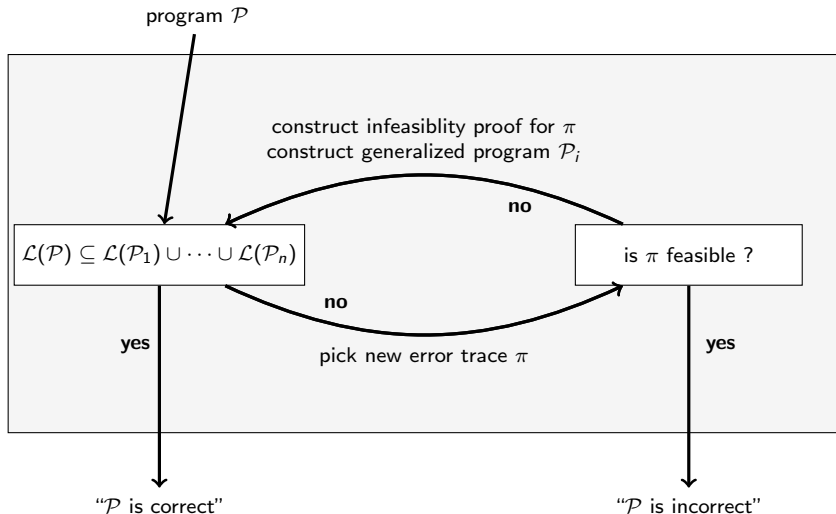 program 𝒫
construct infeasiblity proof for π
construct generalized program 𝒫ᵢ
no
ℒ(𝒫) ⊆ ℒ(𝒫₁) ∪ ⋯ ∪ ℒ(𝒫ₙ)
is π feasible ?
no
yes
pick new error trace π
yes
“𝒫 is correct”
“𝒫 is incorrect”